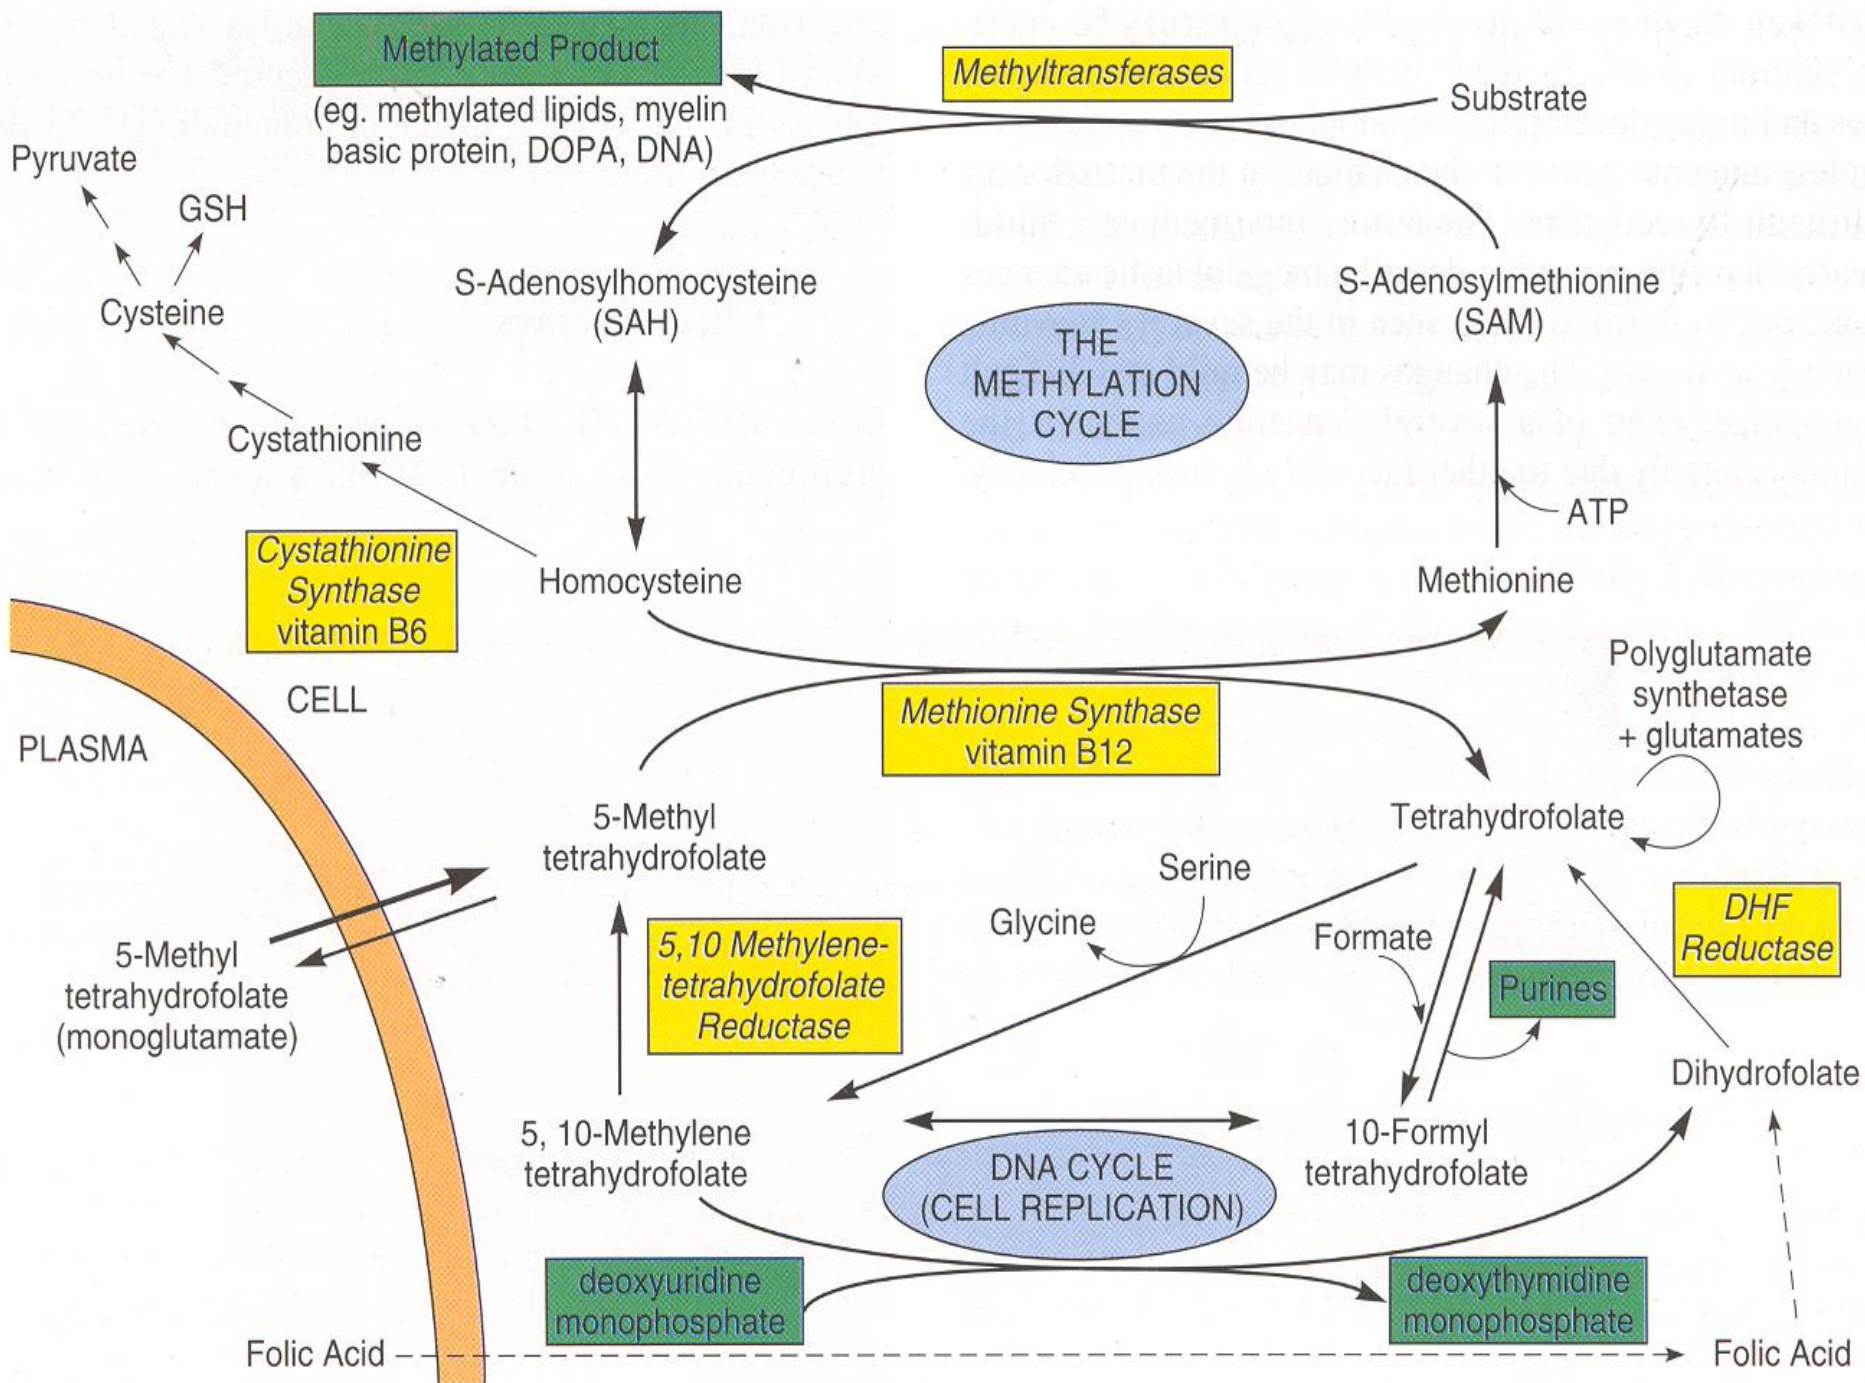 Methylated Product
(eg. methylated lipids, myelin
basic protein, DOPA, DNA)
Methyltransferases
Substrate
Pyruvate
GSH
Cysteine
Cystathionine
S-Adenosylhomocysteine
(SAH)
THE
METHYLATION
CYCLE
S-Adenosylmethionine
(SAM)
ATP
Cystathionine
Synthase
vitamin B6
Homocysteine
Methionine
CELL
PLASMA
Methionine Synthase
vitamin B12
Polyglutamate
synthetase
+ glutamates
5-Methyl
tetrahydrofolate
Tetrahydrofolate
Serine
Glycine
Formate
Purines
DHF
Reductase
5-Methyl
tetrahydrofolate
(monoglutamate)
5,10 Methylene-
tetrahydrofolate
Reductase
Dihydrofolate
5, 10-Methylene
tetrahydrofolate
DNA CYCLE
(CELL REPLICATION)
10-Formyl
tetrahydrofolate
deoxyuridine
monophosphate
deoxythymidine
monophosphate
Folic Acid
Folic Acid